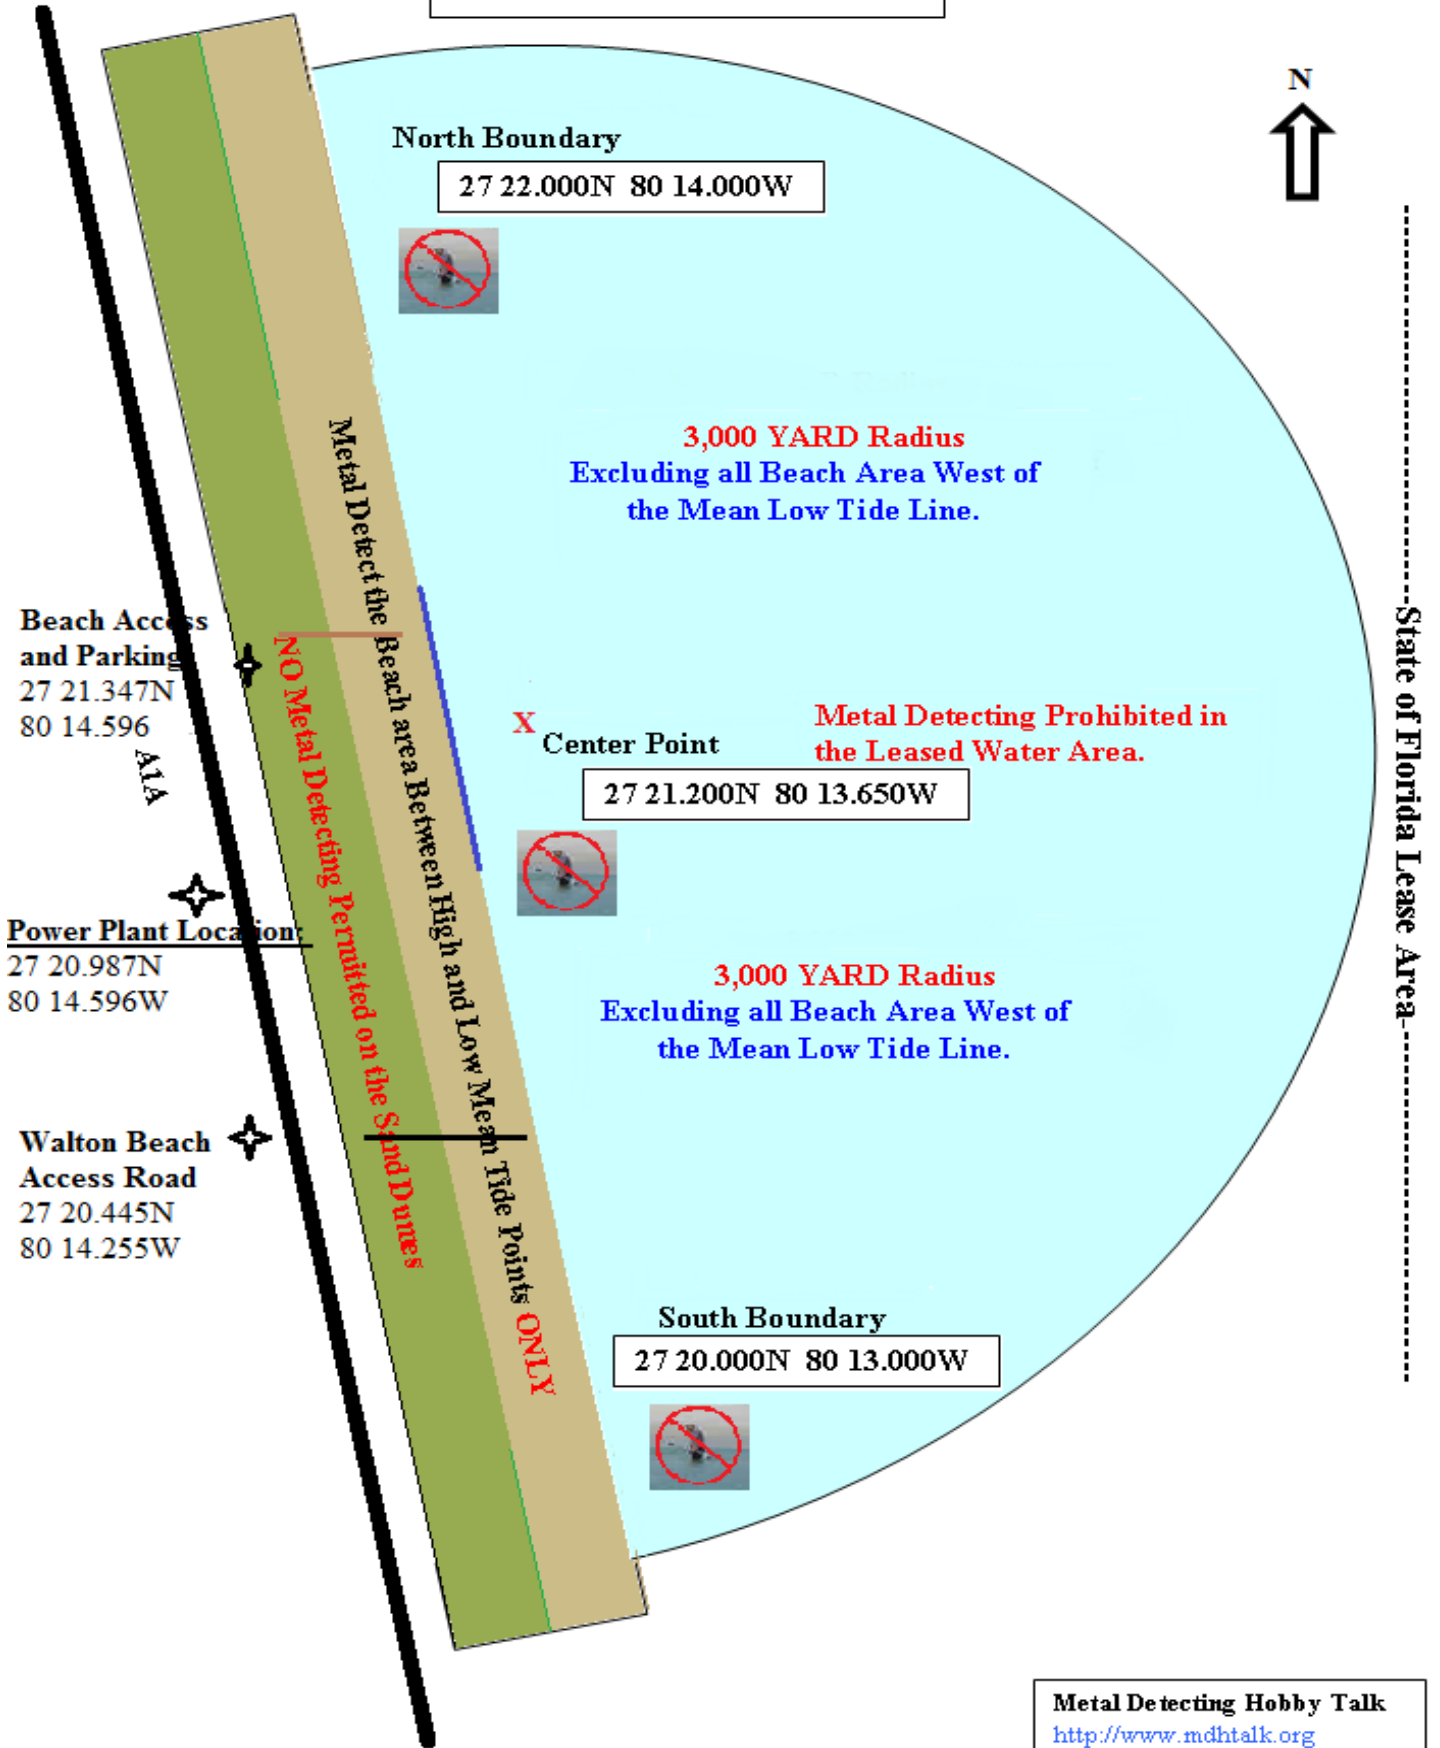 N
North Boundary
27 22.000N 80 14.000W
3,000 YARD Radius
Excluding all Beach Area West of
the Mean Low Tide Line.
Metal Detect the Beach area Between High and Low Mean Tide Points ONLY
NO Metal Detecting Permitted on the Sand Dunes
Beach Access
and Parking
27 21.347N
80 14.596
A1A
X
Center Point
27 21.200N 80 13.650W
Metal Detecting Prohibited in
the Leased Water Area.
State of Florida Lease Area
Power Plant Location:
27 20.987N
80 14.596W
3,000 YARD Radius
Excluding all Beach Area West of
the Mean Low Tide Line.
Walton Beach
Access Road
27 20.445N
80 14.255W
South Boundary
27 20.000N 80 13.000W
Metal Detecting Hobby Talk
http://www.mdhtalk.org